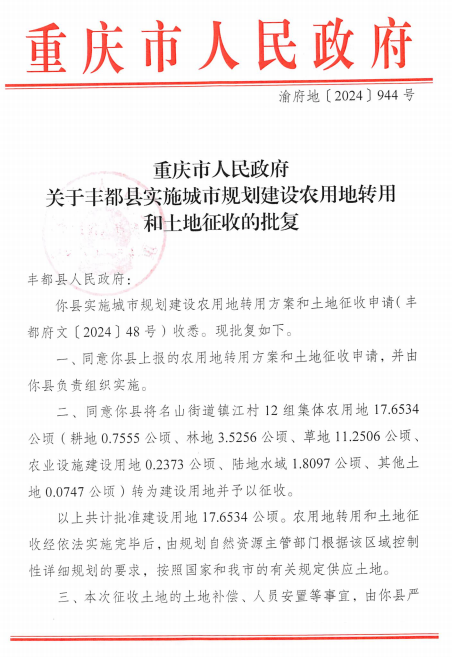 重庆市人民政府
渝府地〔2024〕944号
重庆市人民政府
关于丰都县实施城市规划建设农用地转用
和土地征收的批复
丰都县人民政府：
你县实施城市规划建设农用地转用方案和土地征收申请（丰
都府文〔2024〕48号）收悉。现批复如下。
一、同意你县上报的农用地转用方案和土地征收申请，并由
你县负责组织实施。
二、同意你县将名山街道镇江村12组集体农用地17.6534
公顷（耕地0.7555公顷、林地3.5256公顷、草地11.2506公顷、
农业设施建设用地0.2373公顷、陆地水域1.8097公顷、其他土
地0.0747公顷）转为建设用地并予以征收。
以上共计批准建设用地17.6534公顷。农用地转用和土地征
收经依法实施完毕后，由规划自然资源主管部门根据该区域控制
性详细规划的要求，按照国家和我市的有关规定供应土地。
三、本次征收土地的土地补偿、人员安置等事宜，由你县严